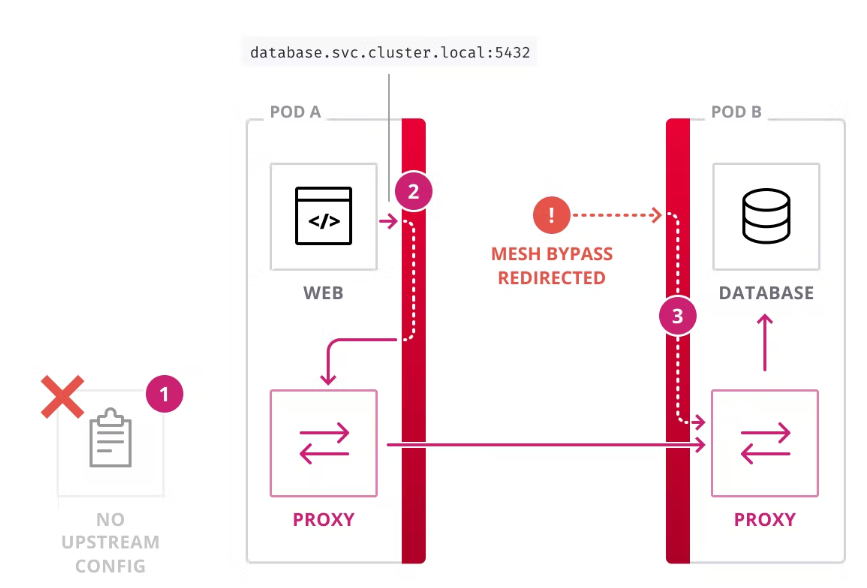 database.svc.cluster.local:5432
POD A
POD B
2
</>
!
MESH BYPASS
REDIRECTED
WEB
DATABASE
3
1
NO
UPSTREAM
CONFIG
PROXY
PROXY